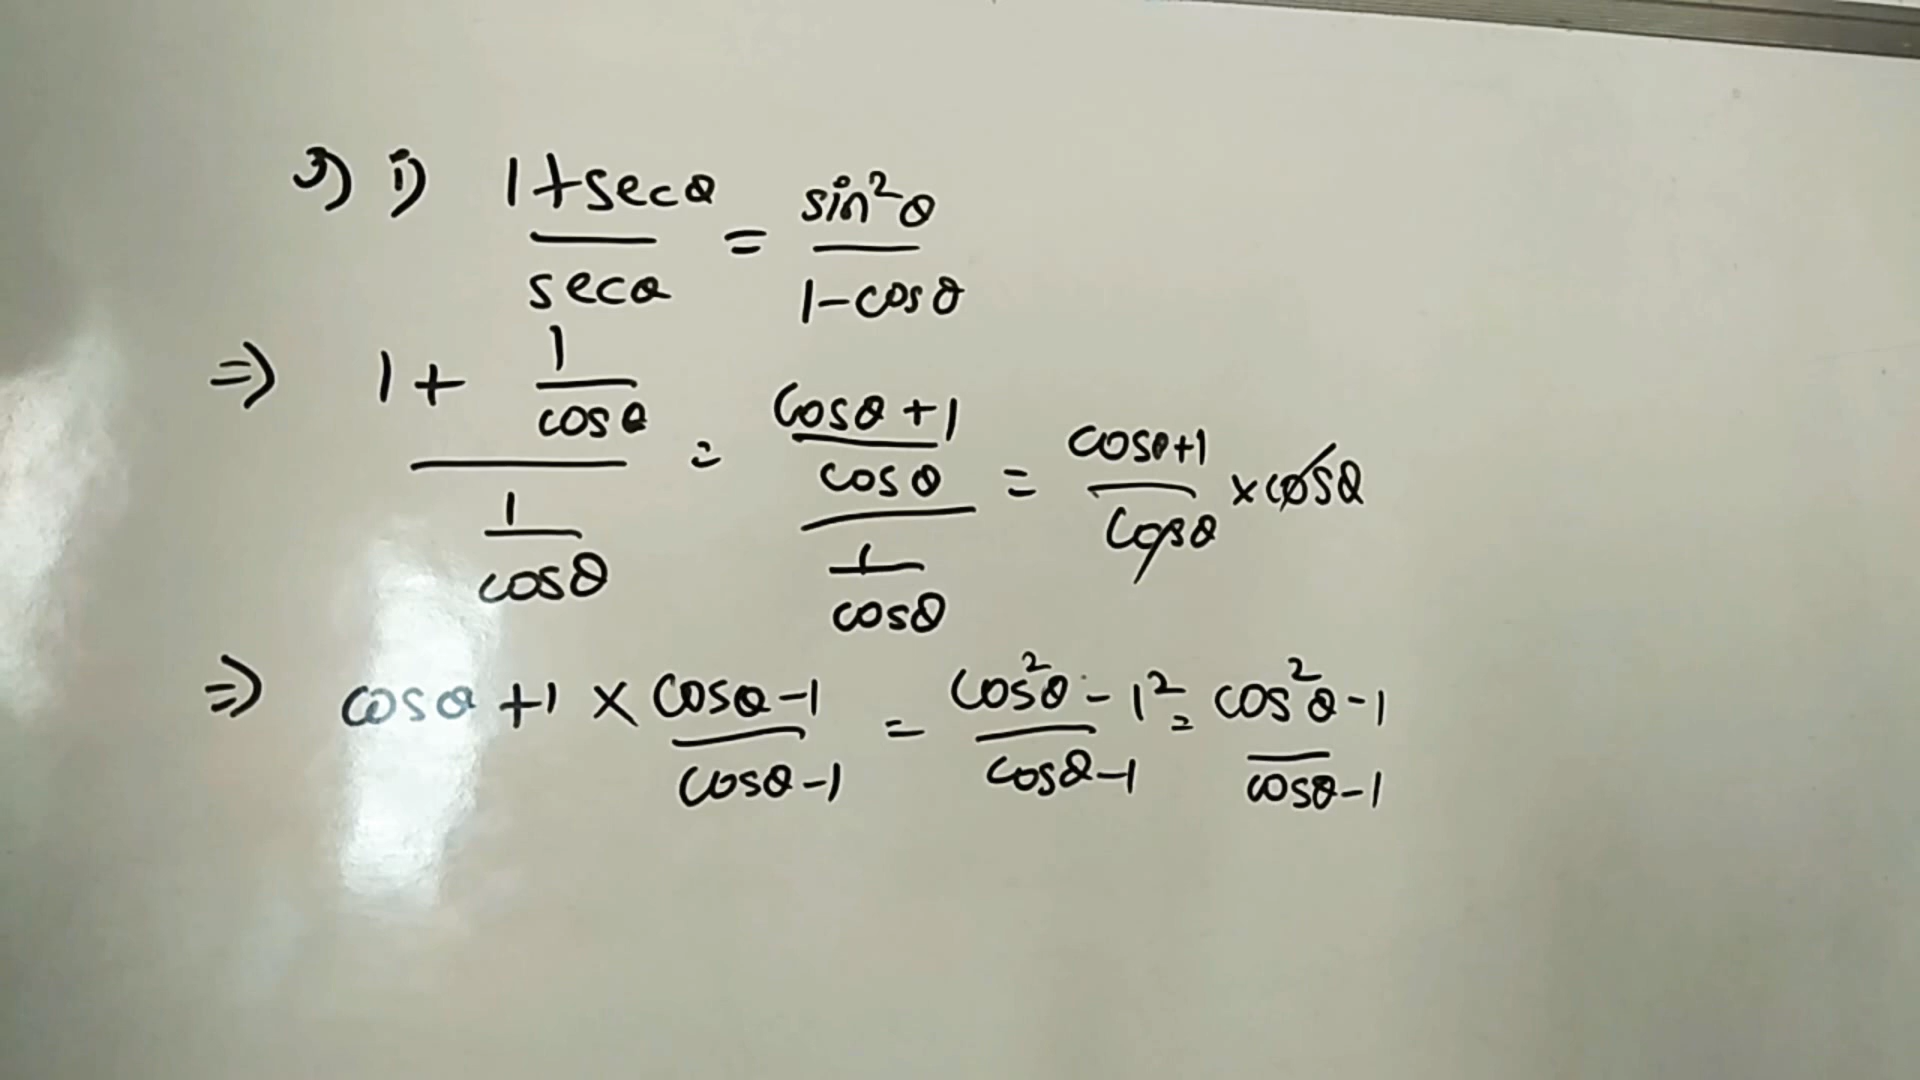 3) i) 1+secθ/secθ = sin²θ/1-cosθ
=> 1+ 1/cosθ / 1/cosθ = cosθ+1/cosθ / 1/cosθ = cosθ+1/cosθ × cosθ
=> cosθ+1 × cosθ-1/cosθ-1 = cos²θ-1²/cosθ-1 = cos²θ-1/cosθ-1